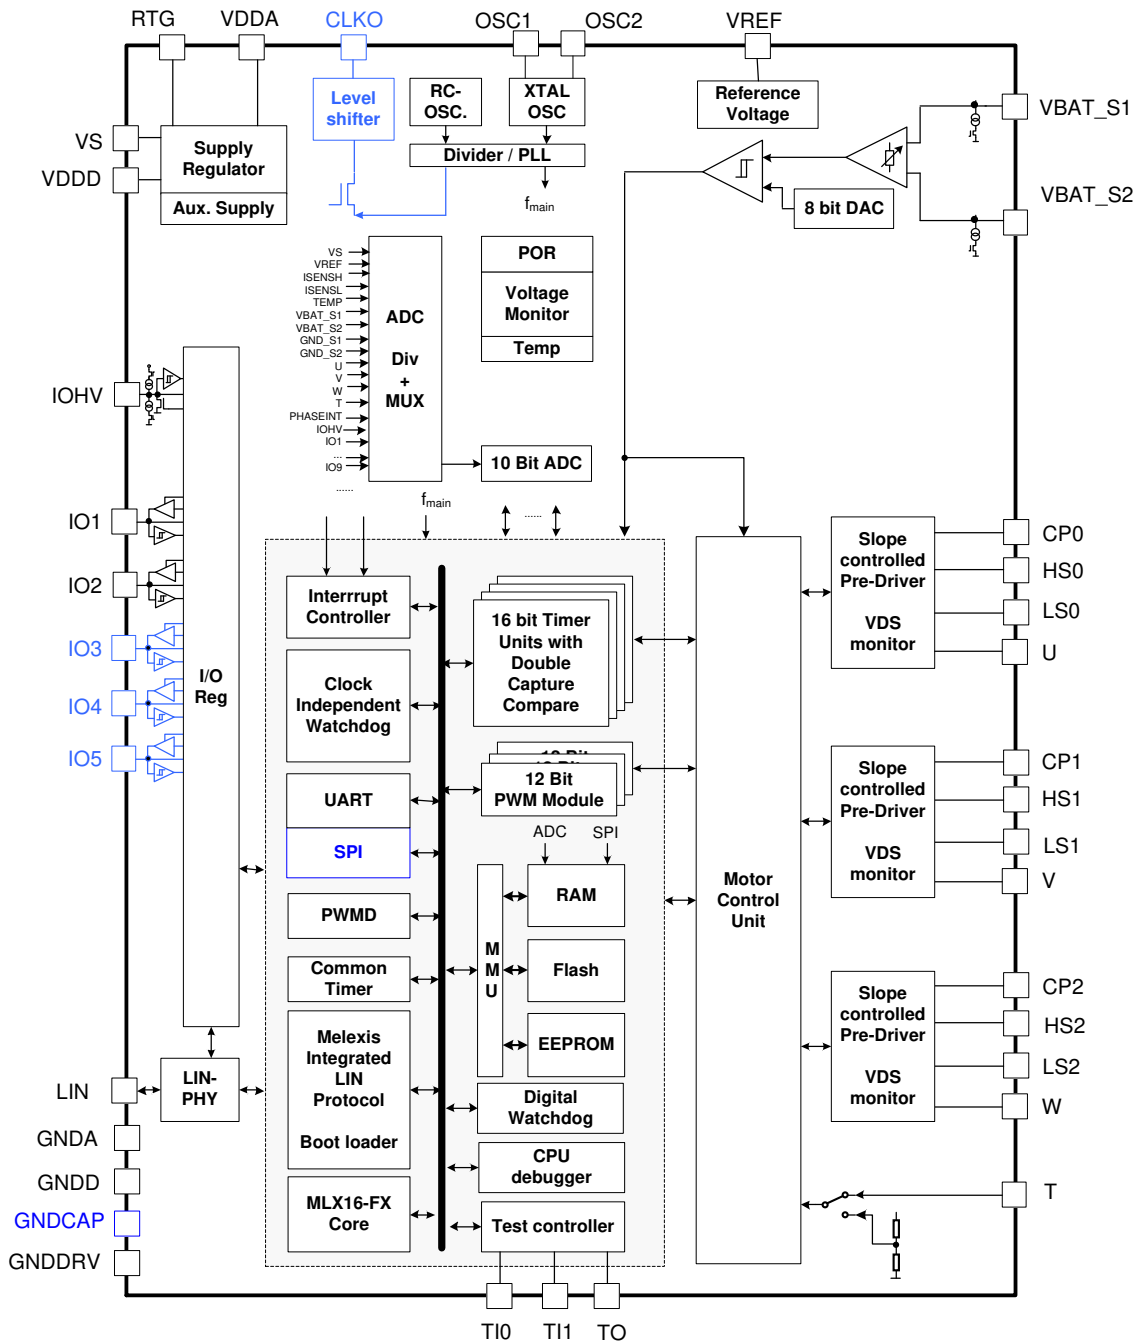 RTG
VDDA
CLKO
OSC1
OSC2
VREF
VS
VDDD
Supply
Regulator
Aux. Supply
Level
shifter
RC-
OSC.
XTAL
OSC
Divider / PLL
fmain
Reference
Voltage
8 bit DAC
VBAT_S1
VBAT_S2
VS
VREF
ISENSH
ISENSL
TEMP
VBAT_S1
VBAT_S2
GND_S1
GND_S2
U
V
W
T
PHASEINT
IOHV
IO1
...
IO9
......
ADC
Div
+
MUX
POR
Voltage
Monitor
Temp
10 Bit ADC
fmain
......
IOHV
IO1
IO2
IO3
IO4
IO5
I/O
Reg
LIN
LIN-
PHY
GNDA
GNDD
GNDCAP
GNDDRV
Interrrupt
Controller
Clock
Independent
Watchdog
UART
SPI
PWMD
Common
Timer
Melexis
Integrated
LIN
Protocol
Boot loader
MLX16-FX
Core
16 bit Timer
Units with
Double
Capture
Compare
12 Bit
PWM Module
ADC
SPI
MMU
RAM
Flash
EEPROM
Digital
Watchdog
CPU
debugger
Test controller
TI0
TI1
TO
Motor
Control
Unit
Slope
controlled
Pre-Driver
VDS
monitor
CP0
HS0
LS0
U
Slope
controlled
Pre-Driver
VDS
monitor
CP1
HS1
LS1
V
Slope
controlled
Pre-Driver
VDS
monitor
CP2
HS2
LS2
W
T